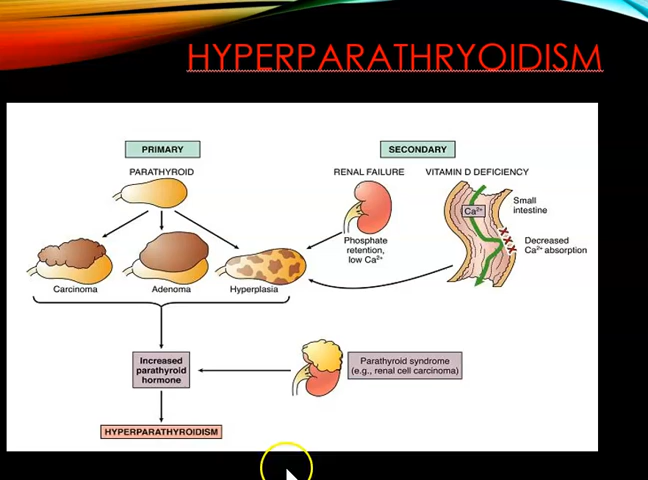 HYPERPARATHRYOIDISM
PRIMARY
PARATHYROID
Carcinoma
Adenoma
Hyperplasia
SECONDARY
RENAL FAILURE
Phosphate
retention,
low Ca²⁺
VITAMIN D DEFICIENCY
Ca²⁺
Small
intestine
Decreased
Ca²⁺ absorption
Increased
parathyroid
hormone
Parathyroid syndrome
(e.g., renal cell carcinoma)
HYPERPARATHYROIDISM